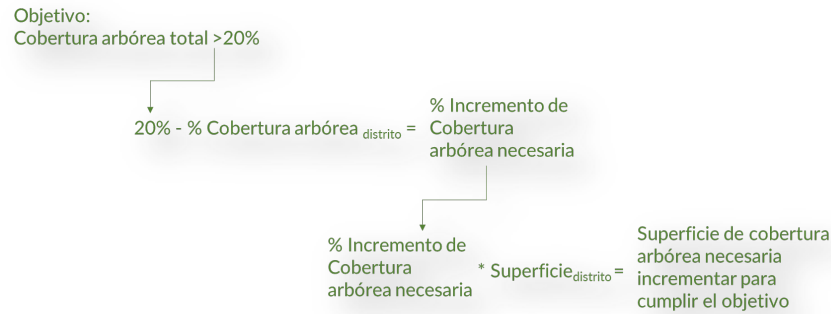 Objetivo:
Cobertura arbórea total >20%
20% - % Cobertura arbórea distrito =
% Incremento de
Cobertura
arbórea necesaria
% Incremento de
Cobertura
arbórea necesaria
* Superficie distrito =
Superficie de cobertura
arbórea necesaria
incrementar para
cumplir el objetivo